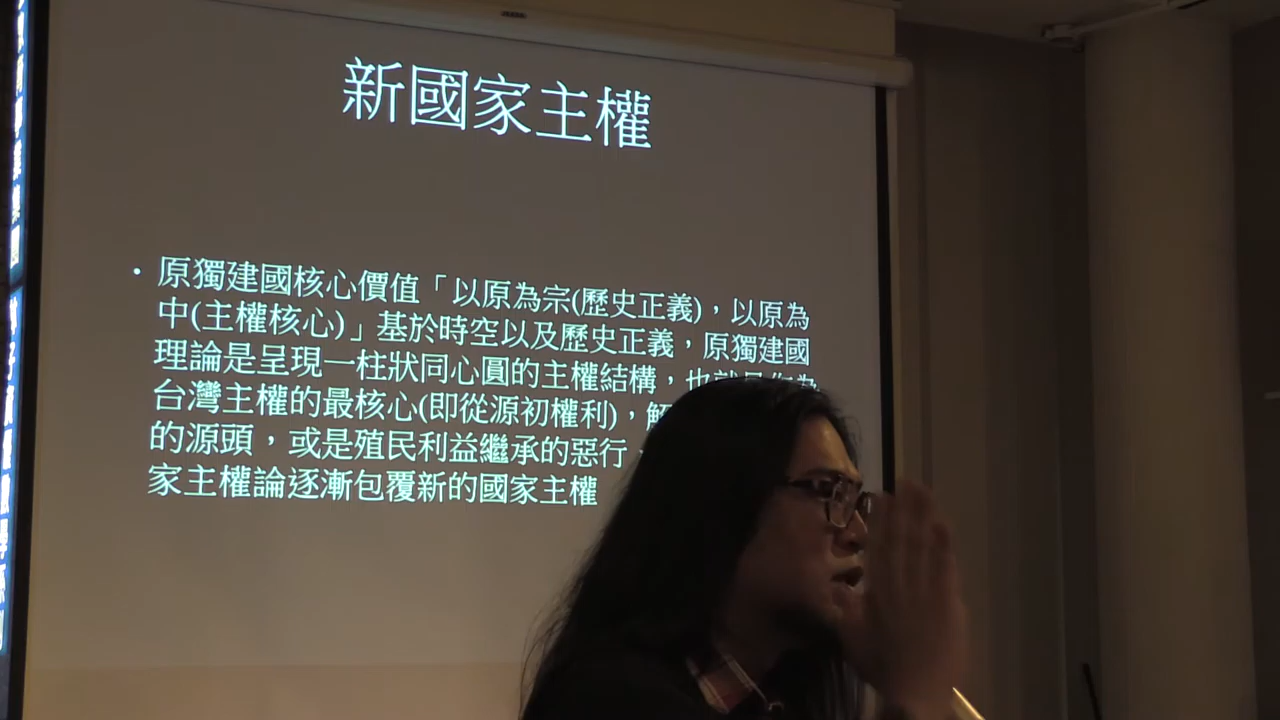 新國家主權
• 原獨建國核心價值「以原為宗(歷史正義)，以原為
中(主權核心)」基於時空以及歷史正義，原獨建國
理論是呈現一柱狀同心圓的主權結構，也就是作為
台灣主權的最核心(即從源初權利)，解
的源頭，或是殖民利益繼承的惡行、
家主權論逐漸包覆新的國家主權